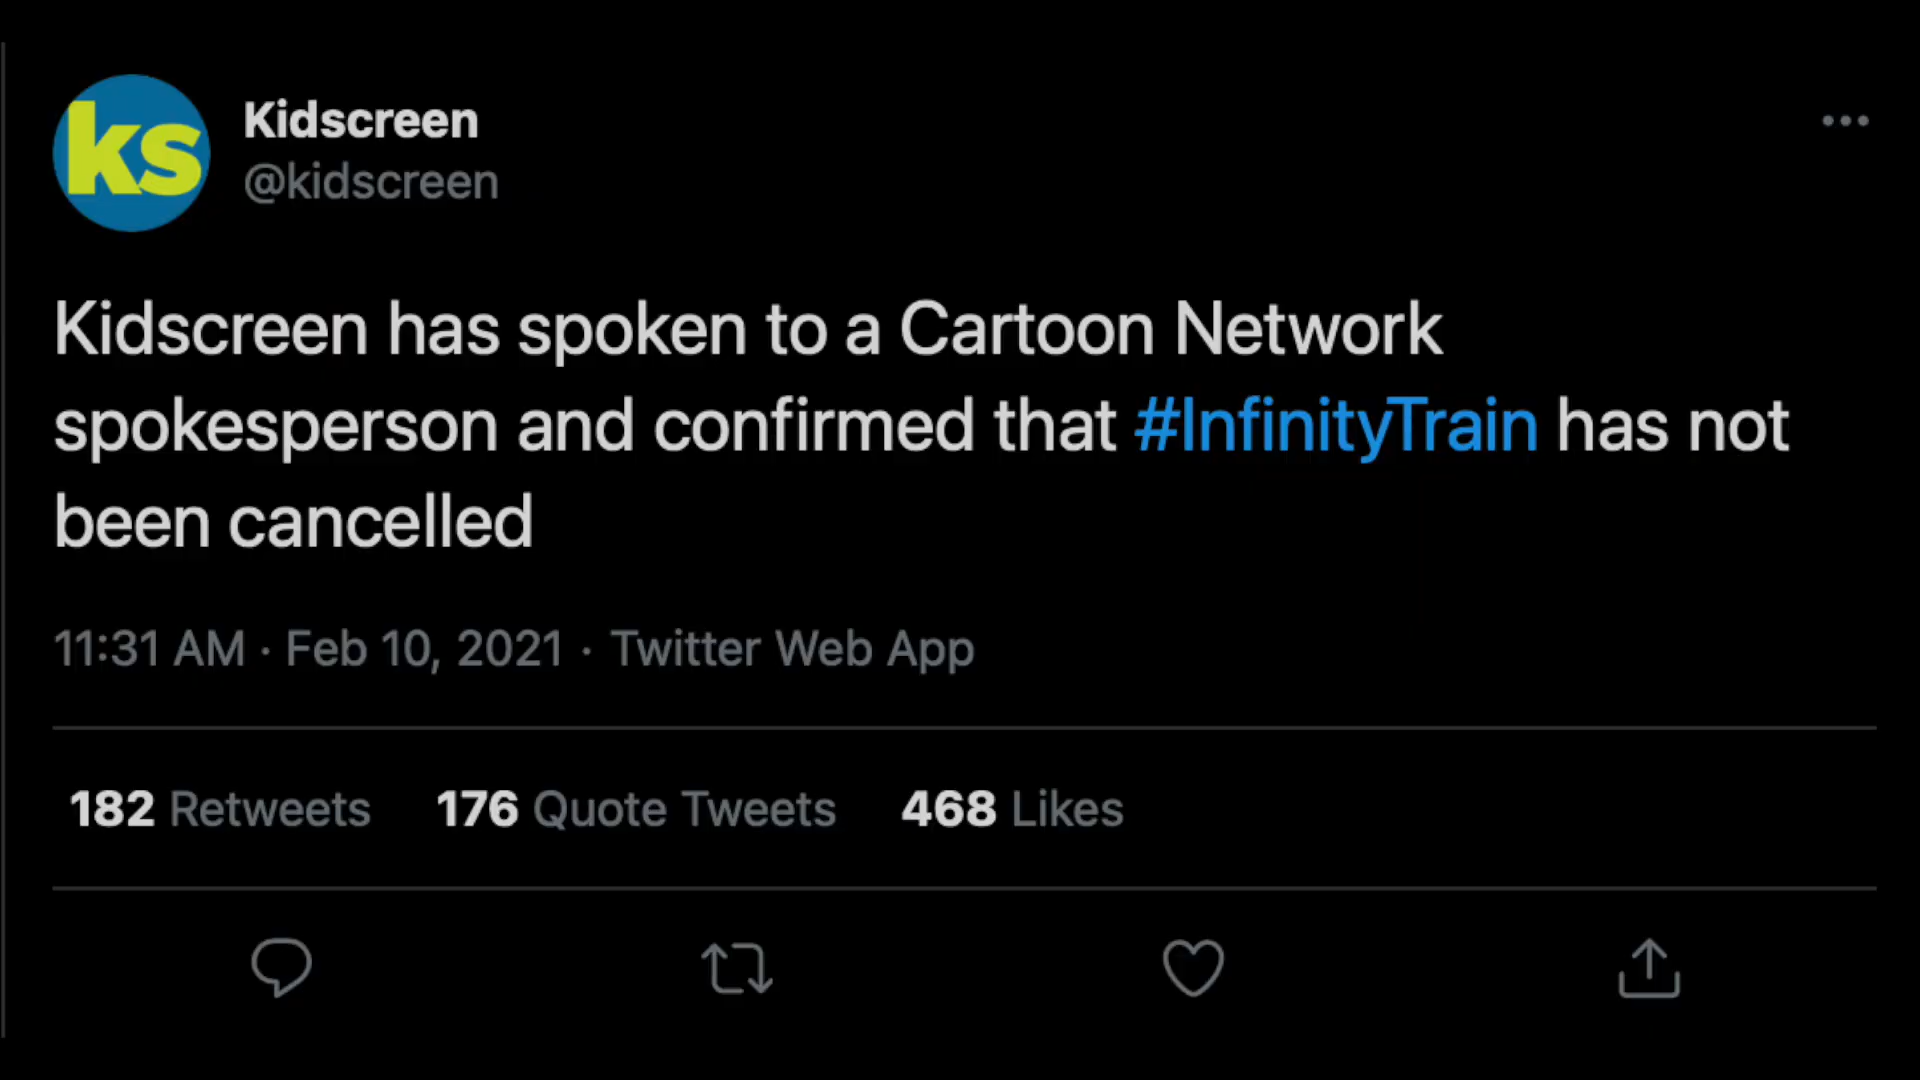 ks
Kidscreen
@kidscreen
Kidscreen has spoken to a Cartoon Network
spokesperson and confirmed that #InfinityTrain has not
been cancelled
11:31 AM · Feb 10, 2021 · Twitter Web App
182 Retweets 176 Quote Tweets 468 Likes